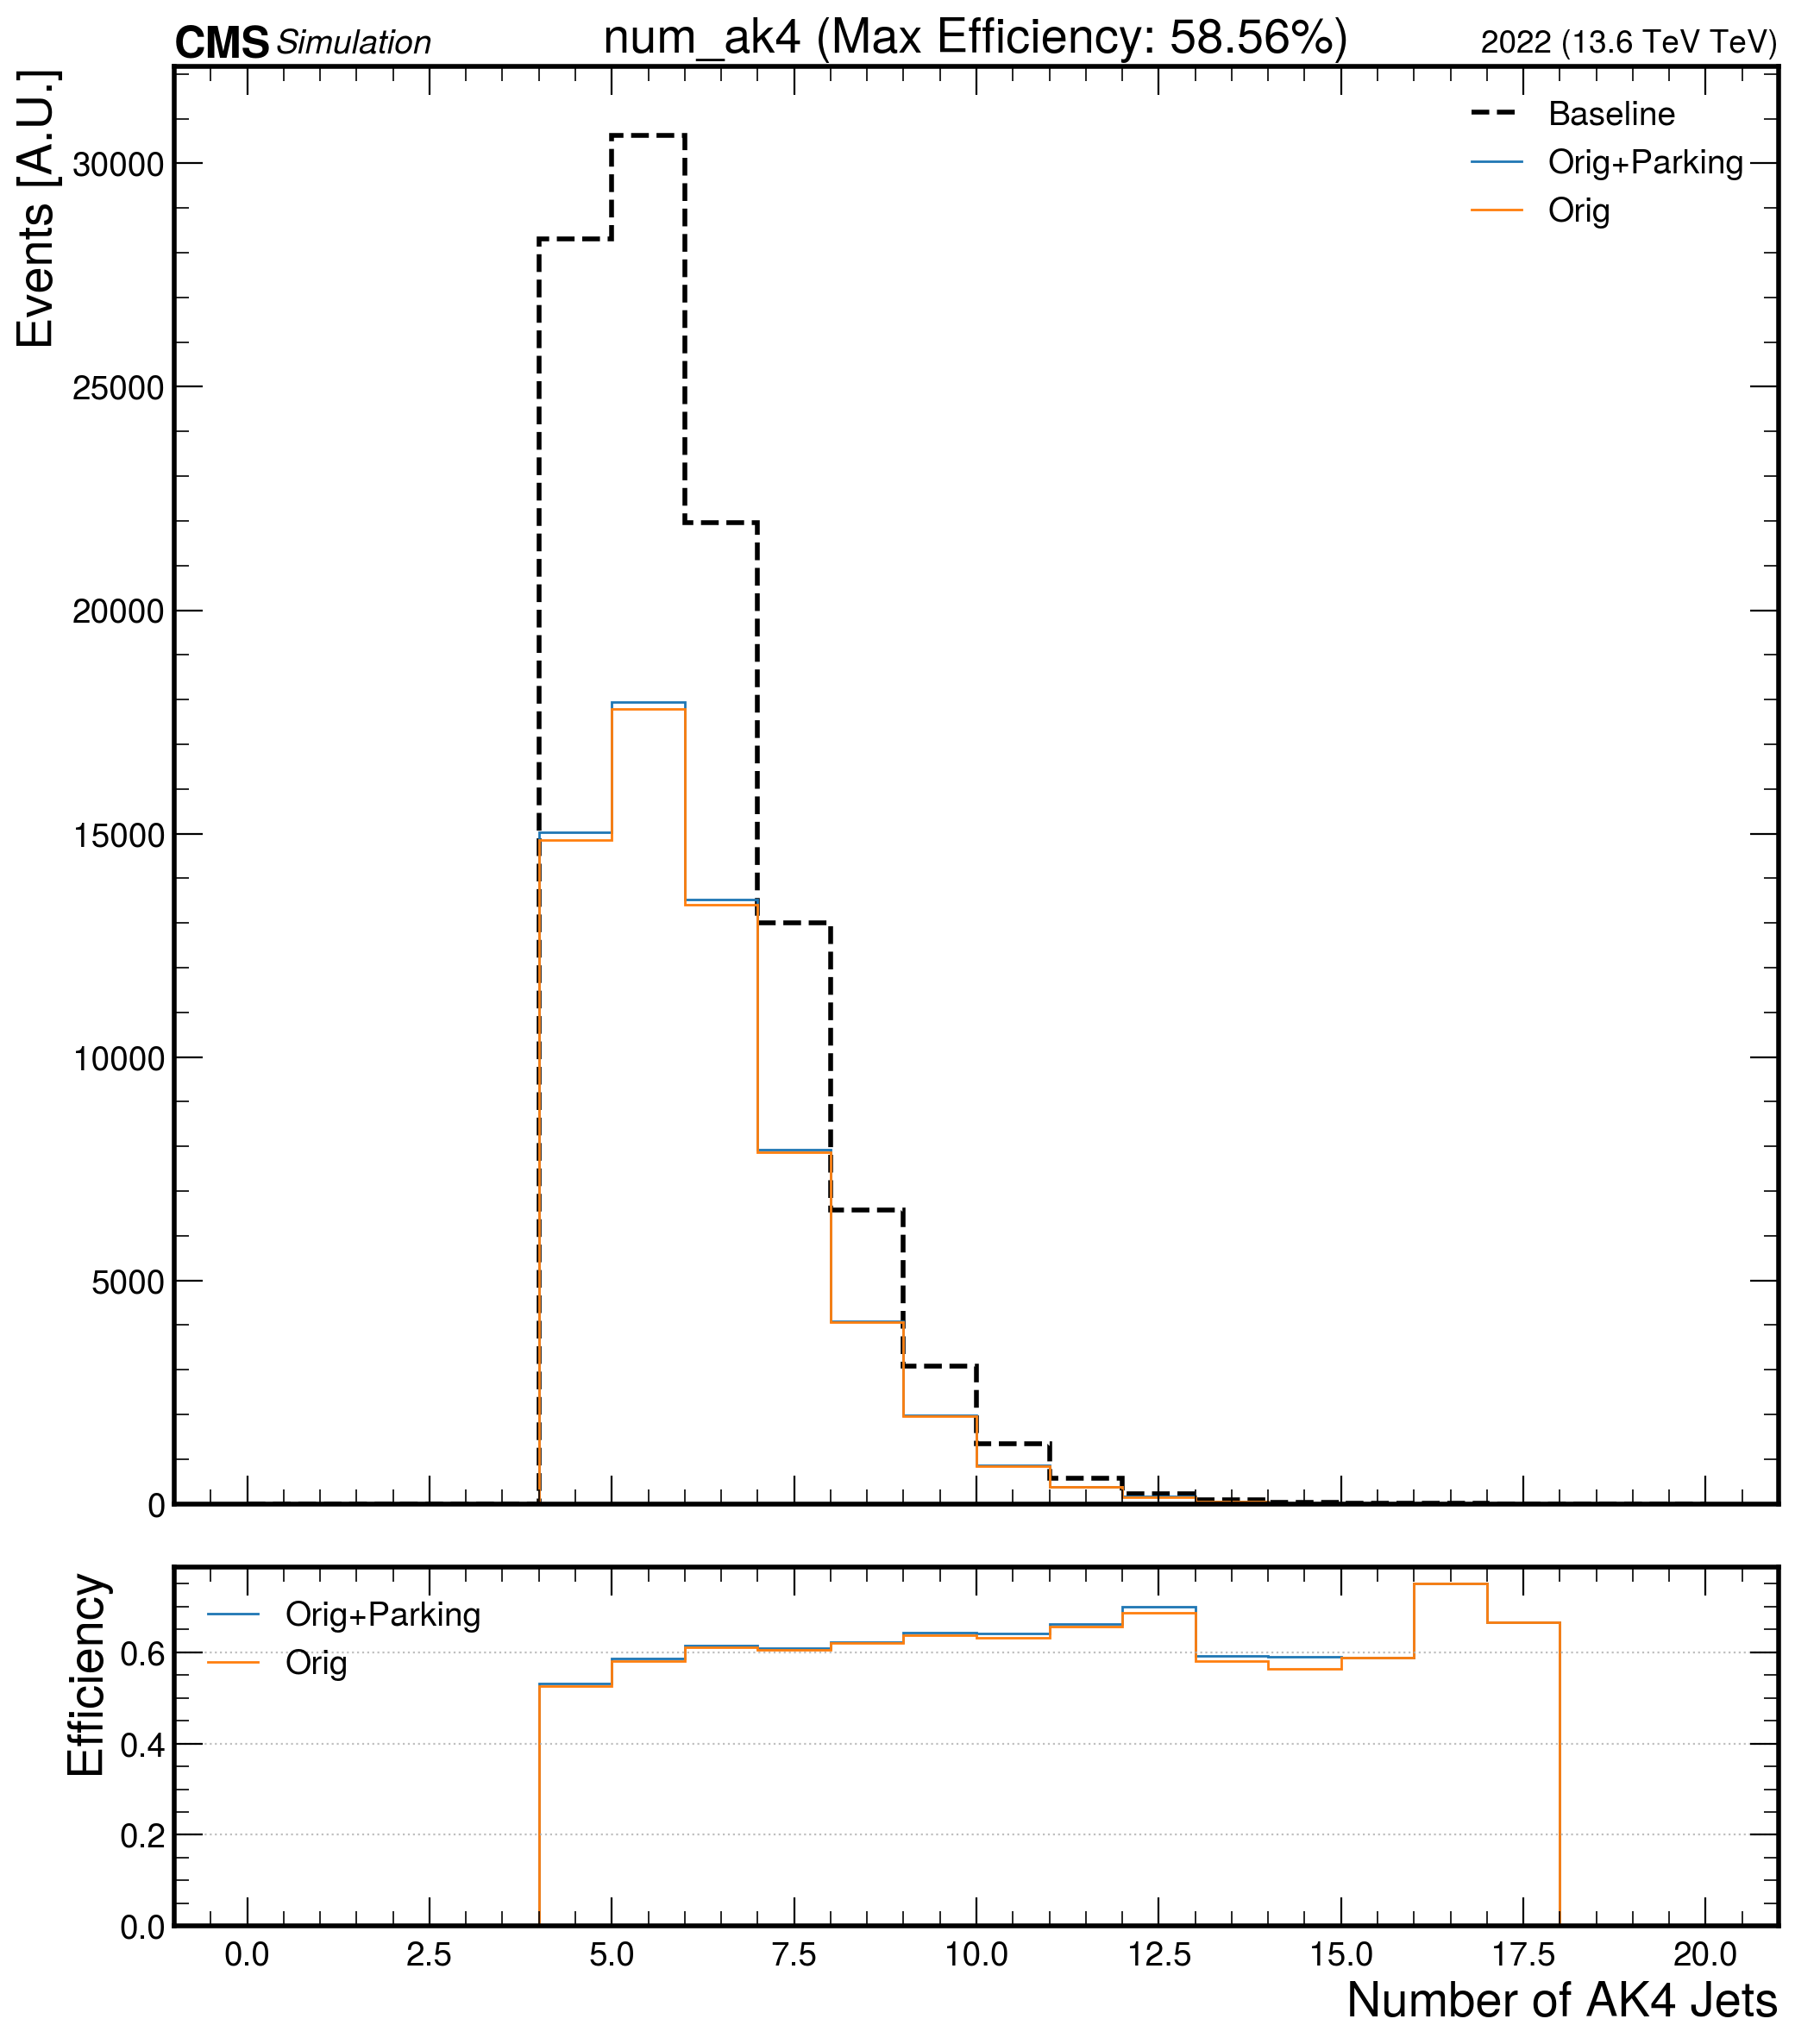 CMS Simulation num_ak4 (Max Efficiency: 58.56%) 2022 (13.6 TeV TeV)
Events [A.U.]
30000
25000
20000
15000
10000
5000
0
Baseline
Orig+Parking
Orig
Efficiency
0.6
0.4
0.2
0.0
Orig+Parking
Orig
0.0 2.5 5.0 7.5 10.0 12.5 15.0 17.5 20.0
Number of AK4 Jets